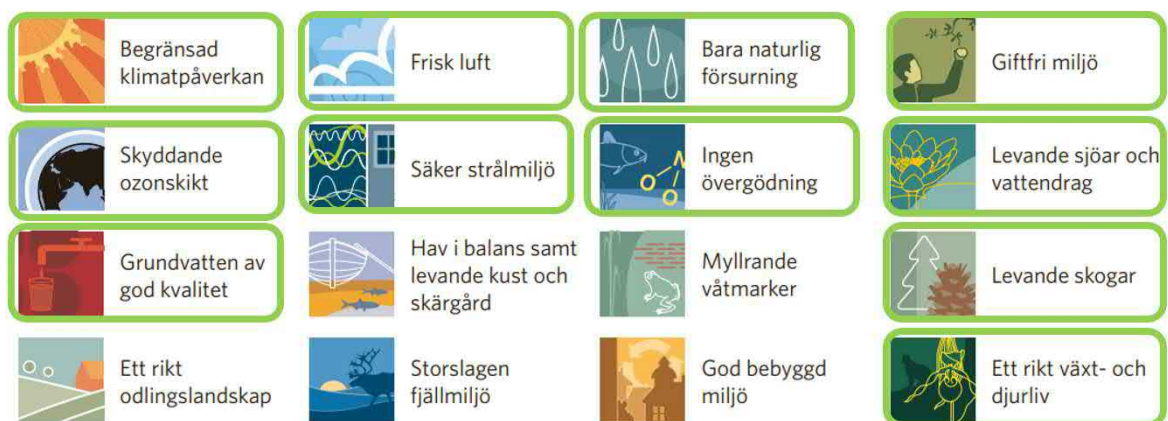 Begränsad
klimatpåverkan
Frisk luft
Bara naturlig
försurning
Giftfri miljö
Skyddande
ozonskikt
Säker strålmiljö
Ingen
övergödning
Levande sjöar och
vattendrag
Grundvatten av
god kvalitet
Hav i balans samt
levande kust och
skärgård
Myllrande
våtmarker
Levande skogar
Ett rikt
odlingslandskap
Storslagen
fjällmiljö
God bebyggd
miljö
Ett rikt växt- och
djurliv
N
O
O